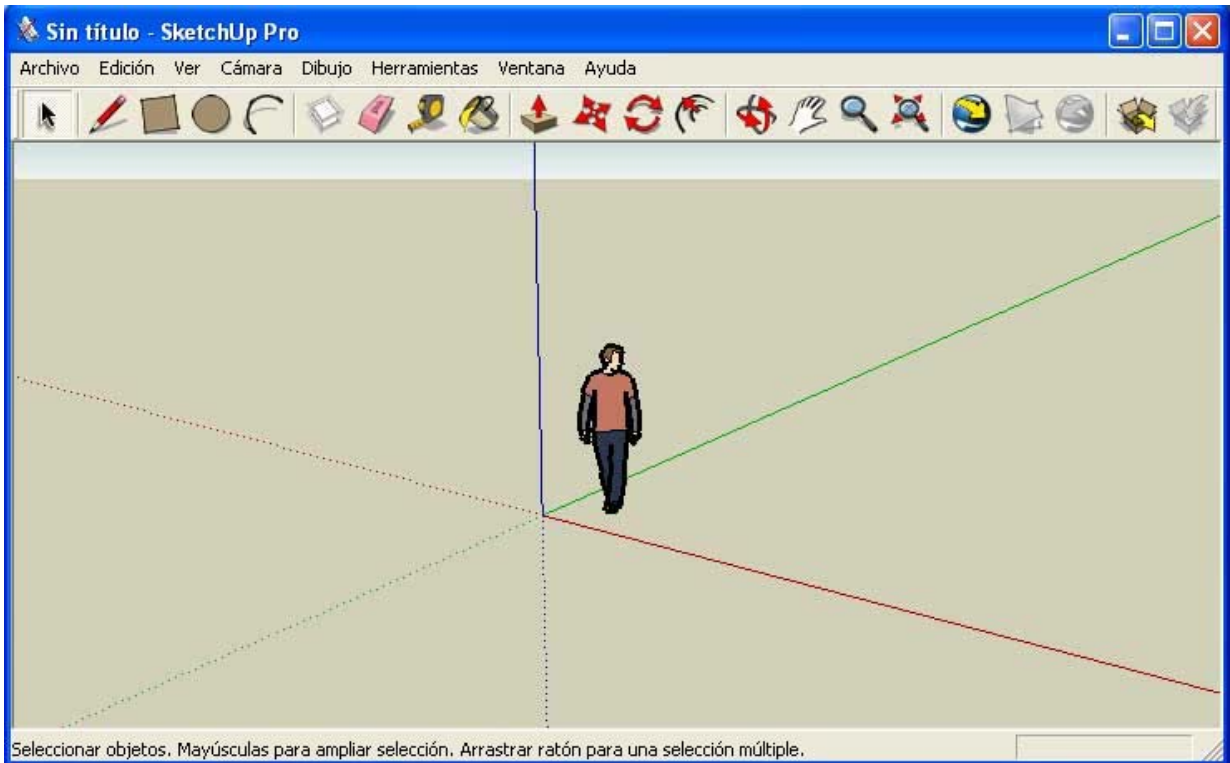 Sin título - SketchUp Pro
Archivo Edición Ver Cámara Dibujo Herramientas Ventana Ayuda
Seleccionar objetos. Mayúsculas para ampliar selección. Arrastrar ratón para una selección múltiple.